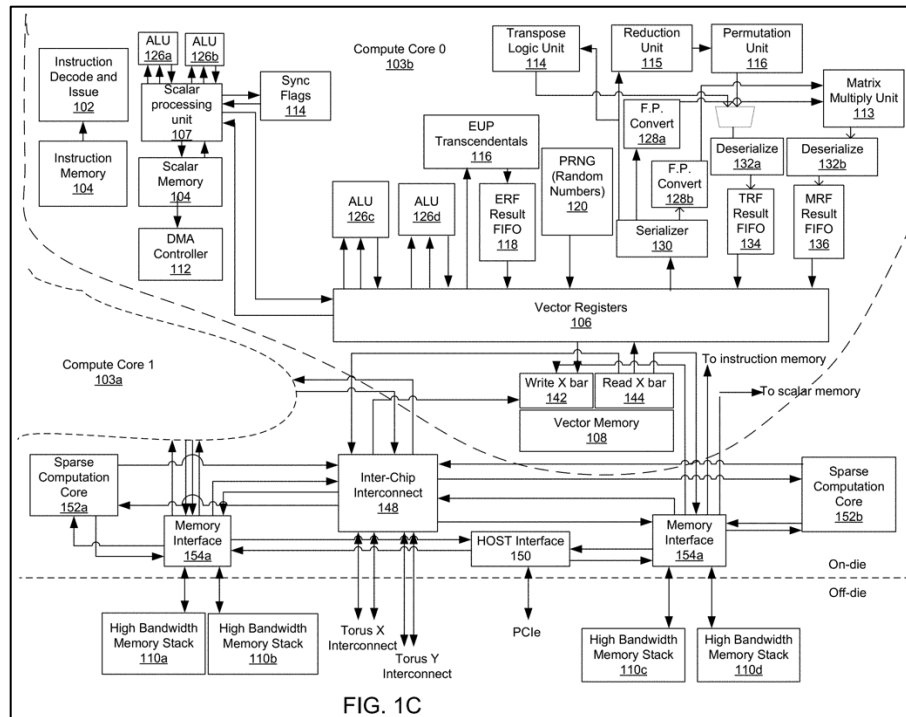 Instruction
Decode and
Issue
102
Instruction
Memory
104
ALU
126a
ALU
126b
Scalar
processing
unit
107
Sync
Flags
114
Scalar
Memory
104
DMA
Controller
112
Compute Core 0
103b
Transpose
Logic Unit
114
Reduction
Unit
115
Permutation
Unit
116
Matrix
Multiply Unit
113
F.P.
Convert
128a
F.P.
Convert
128b
Deserialize
132a
Deserialize
132b
EUP
Transcendentals
116
PRNG
(Random
Numbers)
120
ALU
126c
ALU
126d
ERF
Result
FIFO
118
Serializer
130
TRF
Result
FIFO
134
MRF
Result
FIFO
136
Vector Registers
106
Compute Core 1
103a
Write X bar
142
Read X bar
144
Vector Memory
108
To instruction memory
To scalar memory
Sparse
Computation
Core
152a
Memory
Interface
154a
Inter-Chip
Interconnect
148
HOST Interface
150
Memory
Interface
154a
Sparse
Computation
Core
152b
On-die
Off-die
High Bandwidth
Memory Stack
110a
High Bandwidth
Memory Stack
110b
Torus X
Interconnect
Torus Y
Interconnect
PCIe
High Bandwidth
Memory Stack
110c
High Bandwidth
Memory Stack
110d
FIG. 1C